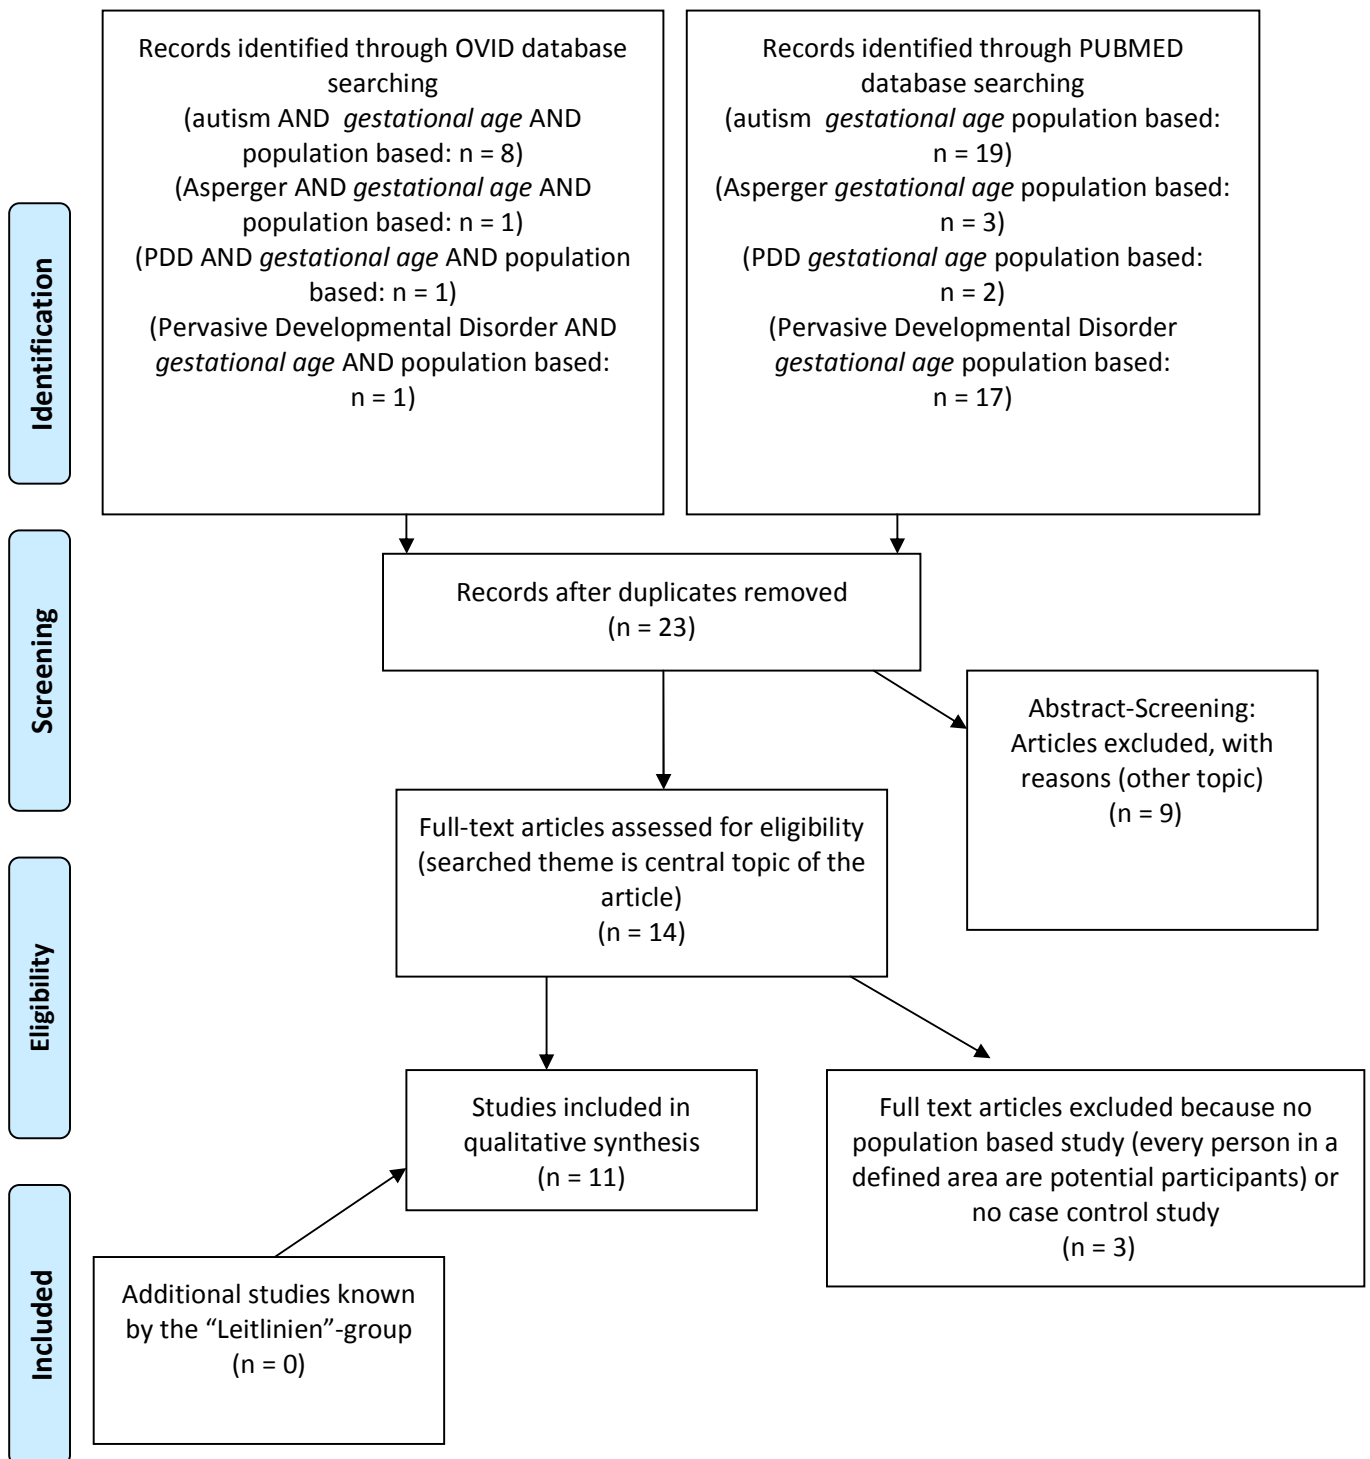 Records identified through OVID database
searching
(autism AND gestational age AND
population based: n = 8)
(Asperger AND gestational age AND
population based: n = 1)
(PDD AND gestational age AND population
based: n = 1)
(Pervasive Developmental Disorder AND
gestational age AND population based:
n = 1)
Records identified through PUBMED
database searching
(autism gestational age population based:
n = 19)
(Asperger gestational age population based:
n = 3)
(PDD gestational age population based:
n = 2)
(Pervasive Developmental Disorder
gestational age population based:
n = 17)
Identification
Screening
Records after duplicates removed
(n = 23)
Abstract-Screening:
Articles excluded, with
reasons (other topic)
(n = 9)
Full-text articles assessed for eligibility
(searched theme is central topic of the
article)
(n = 14)
Eligibility
Studies included in
qualitative synthesis
(n = 11)
Full text articles excluded because no
population based study (every person in a
defined area are potential participants) or
no case control study
(n = 3)
Included
Additional studies known
by the “Leitlinien”-group
(n = 0)